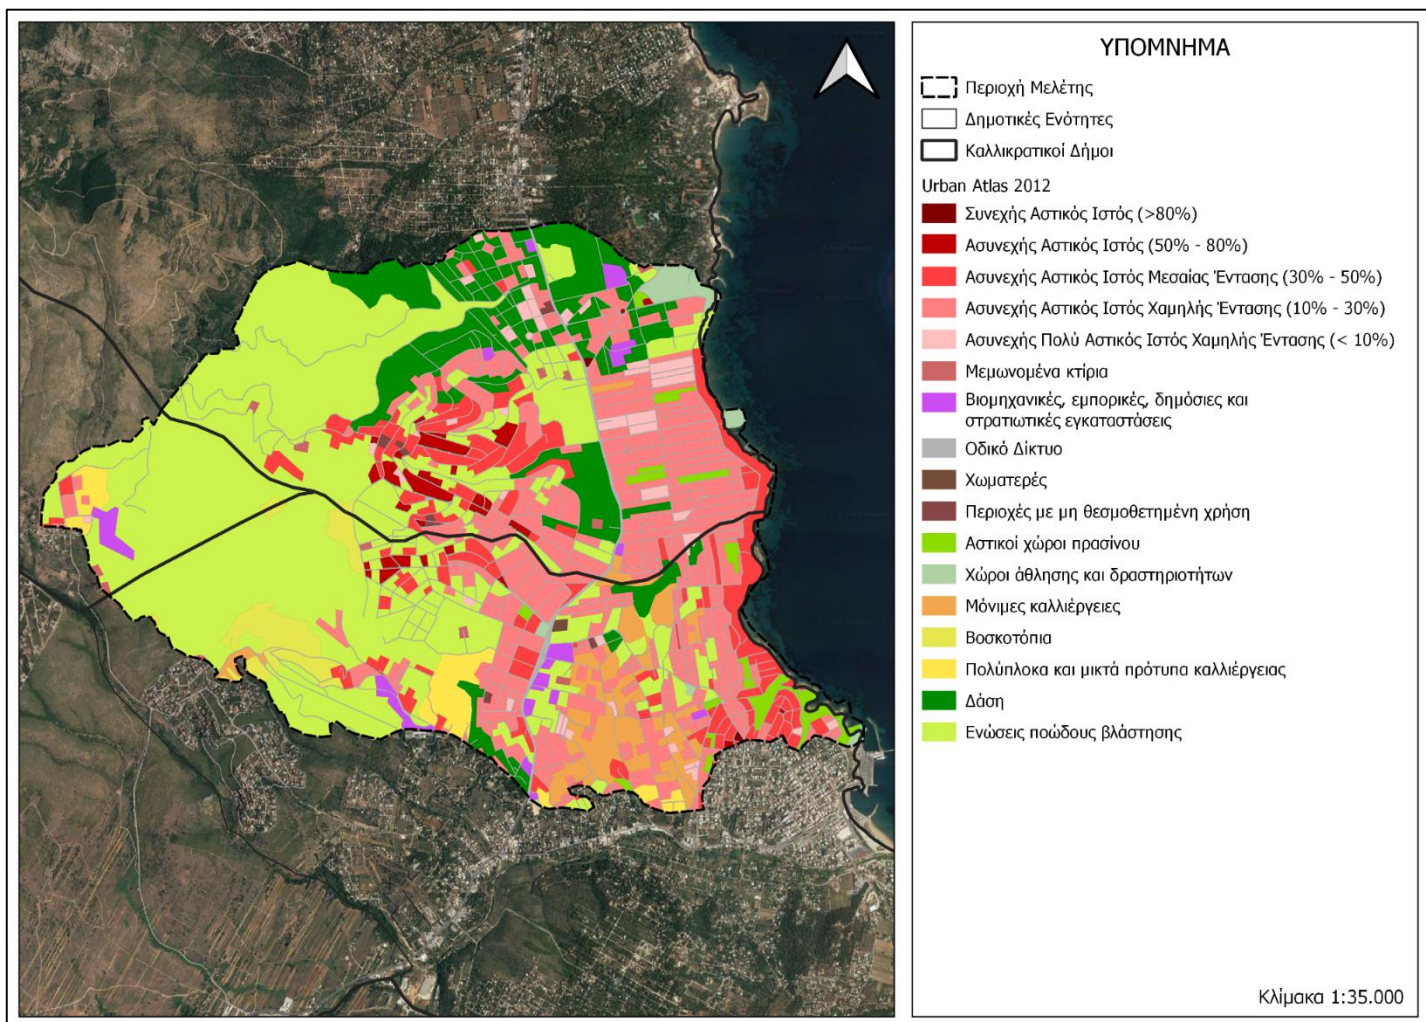 ΥΠΟΜΝΗΜΑ
Περιοχή Μελέτης
Δημοτικές Ενότητες
Καλλικρατικοί Δήμοι
Urban Atlas 2012
Συνεχής Αστικός Ιστός (>80%)
Ασυνεχής Αστικός Ιστός (50% - 80%)
Ασυνεχής Αστικός Ιστός Μεσαίας Έντασης (30% - 50%)
Ασυνεχής Αστικός Ιστός Χαμηλής Έντασης (10% - 30%)
Ασυνεχής Πολύ Αστικός Ιστός Χαμηλής Έντασης (< 10%)
Μεμωνομένα κτίρια
Βιομηχανικές, εμπορικές, δημόσιες και
στρατιωτικές εγκαταστάσεις
Οδικό Δίκτυο
Χωματερές
Περιοχές με μη θεσμοθετημένη χρήση
Αστικοί χώροι πρασίνου
Χώροι άθλησης και δραστηριοτήτων
Μόνιμες καλλιέργειες
Βοσκοτόπια
Πολύπλοκα και μικτά πρότυπα καλλιέργειας
Δάση
Ενώσεις ποώδους βλάστησης
Κλίμακα 1:35.000